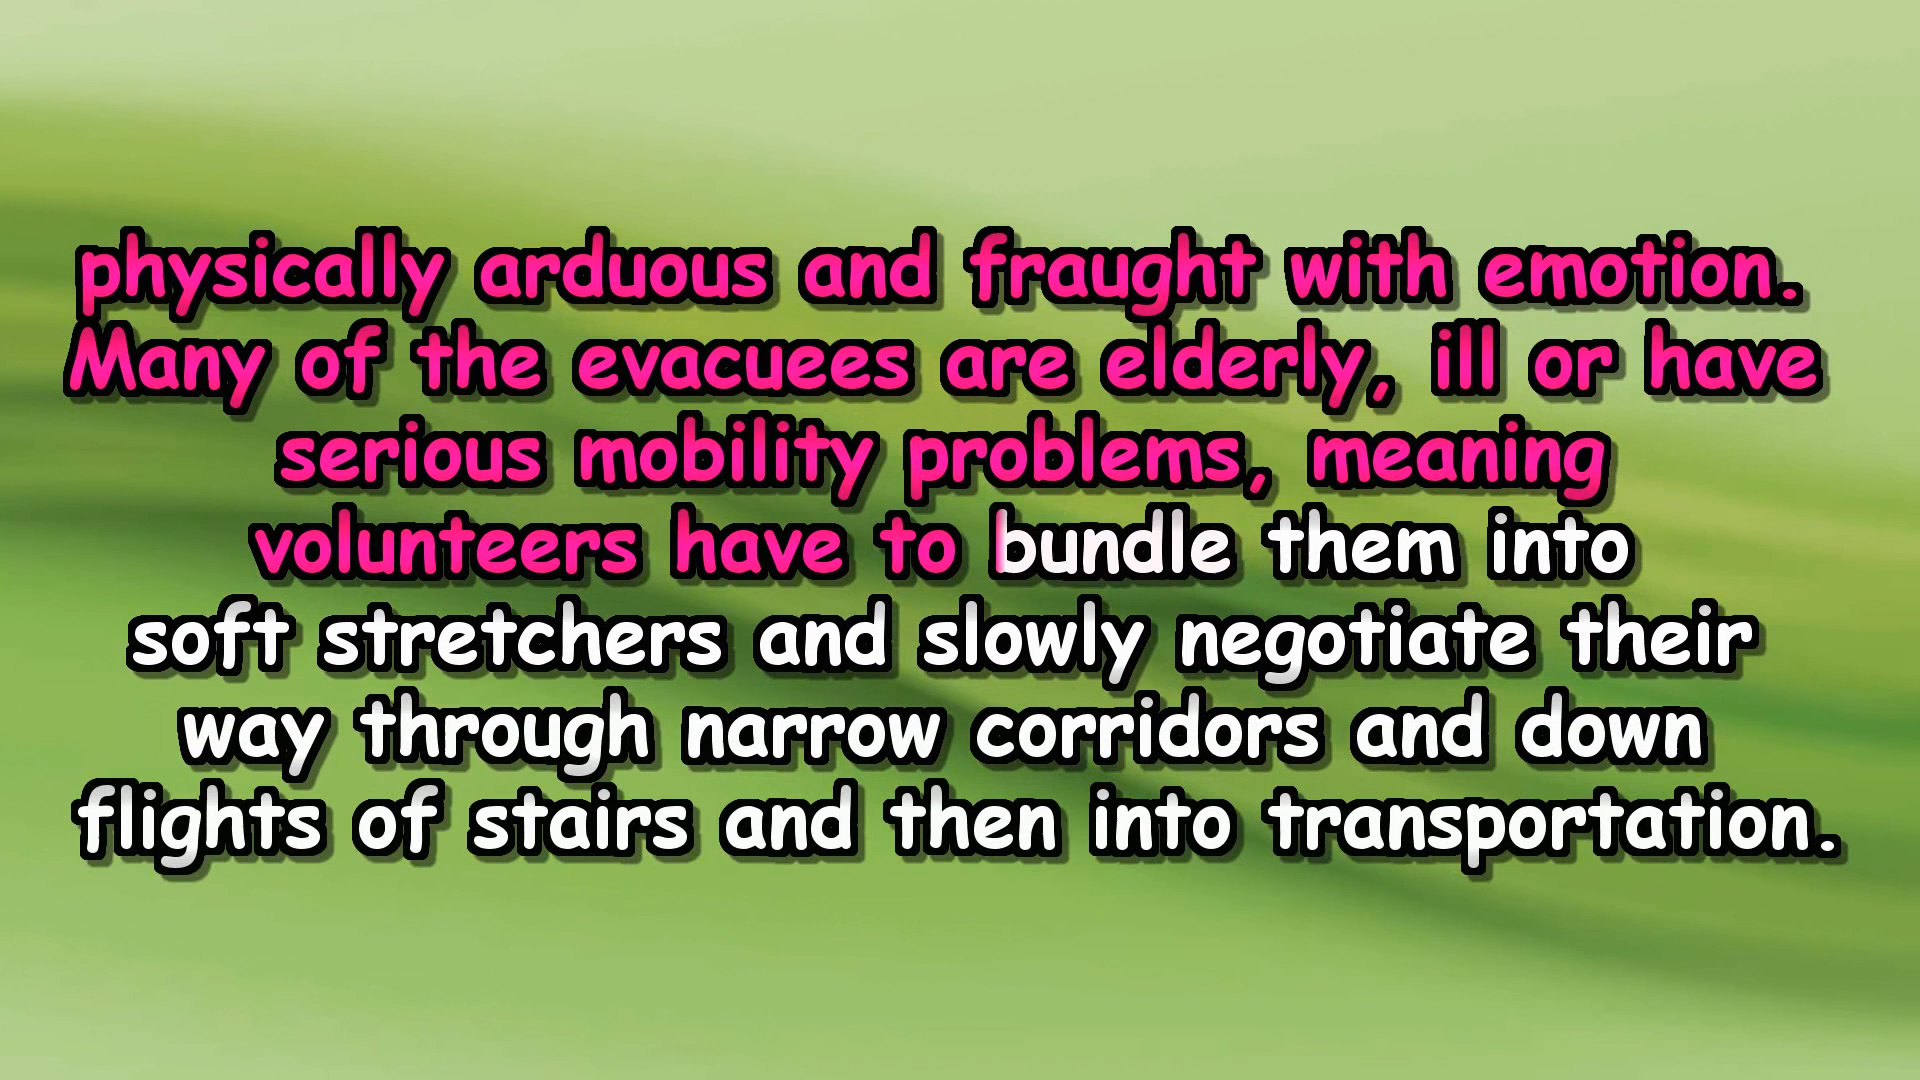 physically arduous and fraught with emotion.
Many of the evacuees are elderly, ill or have
serious mobility problems, meaning
volunteers have to bundle them into
soft stretchers and slowly negotiate their
way through narrow corridors and down
flights of stairs and then into transportation.